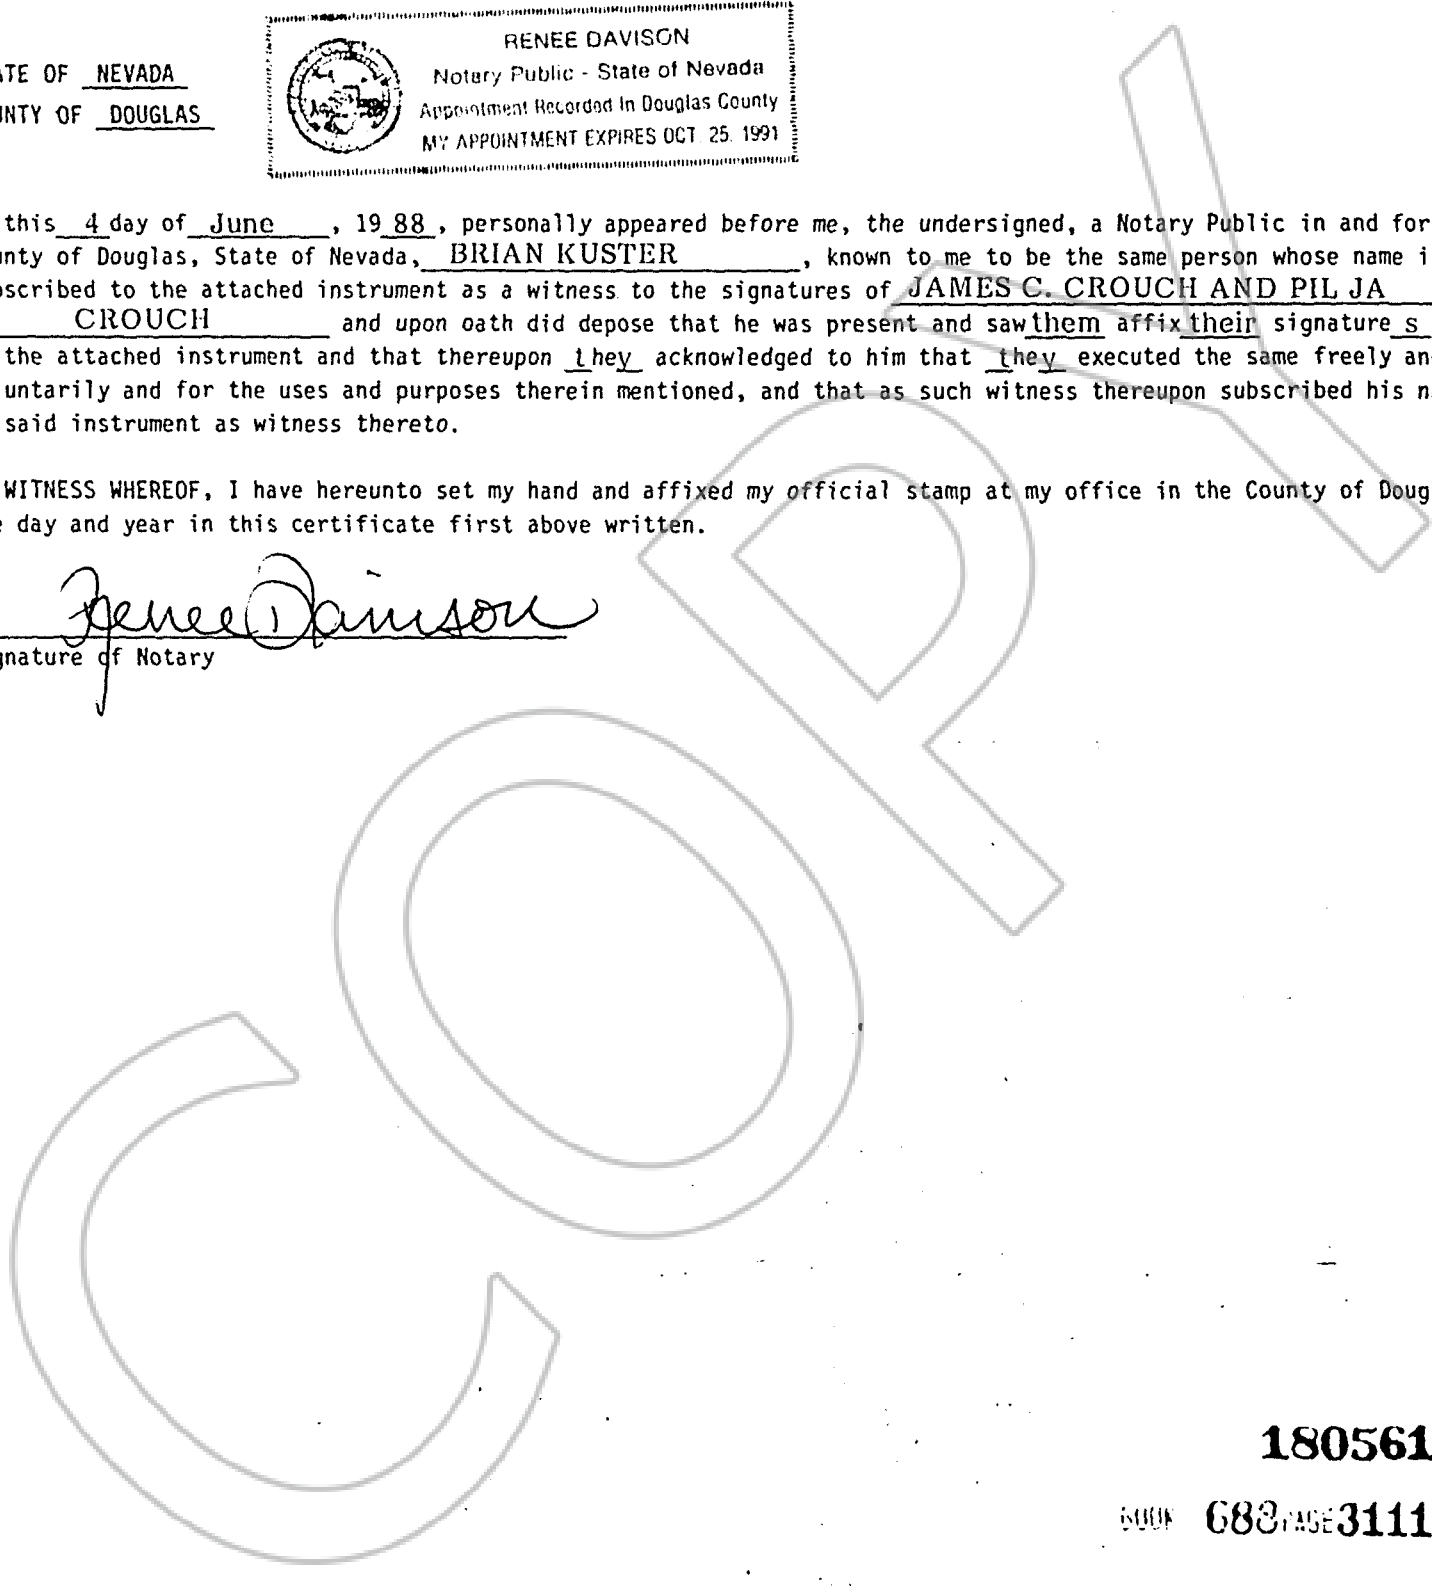 RENEE DAVISON
Notary Public - State of Nevada
Appointment Recorded In Douglas County
MY APPOINTMENT EXPIRES OCT. 25, 1991
ATE OF NEVADA
UNTY OF DOUGLAS
this 4 day of June, 19 88, personally appeared before me, the undersigned, a Notary Public in and for
unty of Douglas, State of Nevada, BRIAN KUSTER, known to me to be the same person whose name i
bscribed to the attached instrument as a witness to the signatures of JAMES C. CROUCH AND PIL JA
CROUCH and upon oath did depose that he was present and saw them affix their signature s
the attached instrument and that thereupon they acknowledged to him that they executed the same freely an
untarily and for the uses and purposes therein mentioned, and that as such witness thereupon subscribed his n
said instrument as witness thereto.
WITNESS WHEREOF, I have hereunto set my hand and affixed my official stamp at my office in the County of Doug
e day and year in this certificate first above written.
Renee Davison
gnature of Notary
COPY
180561
BOOK 688 PAGE 3111